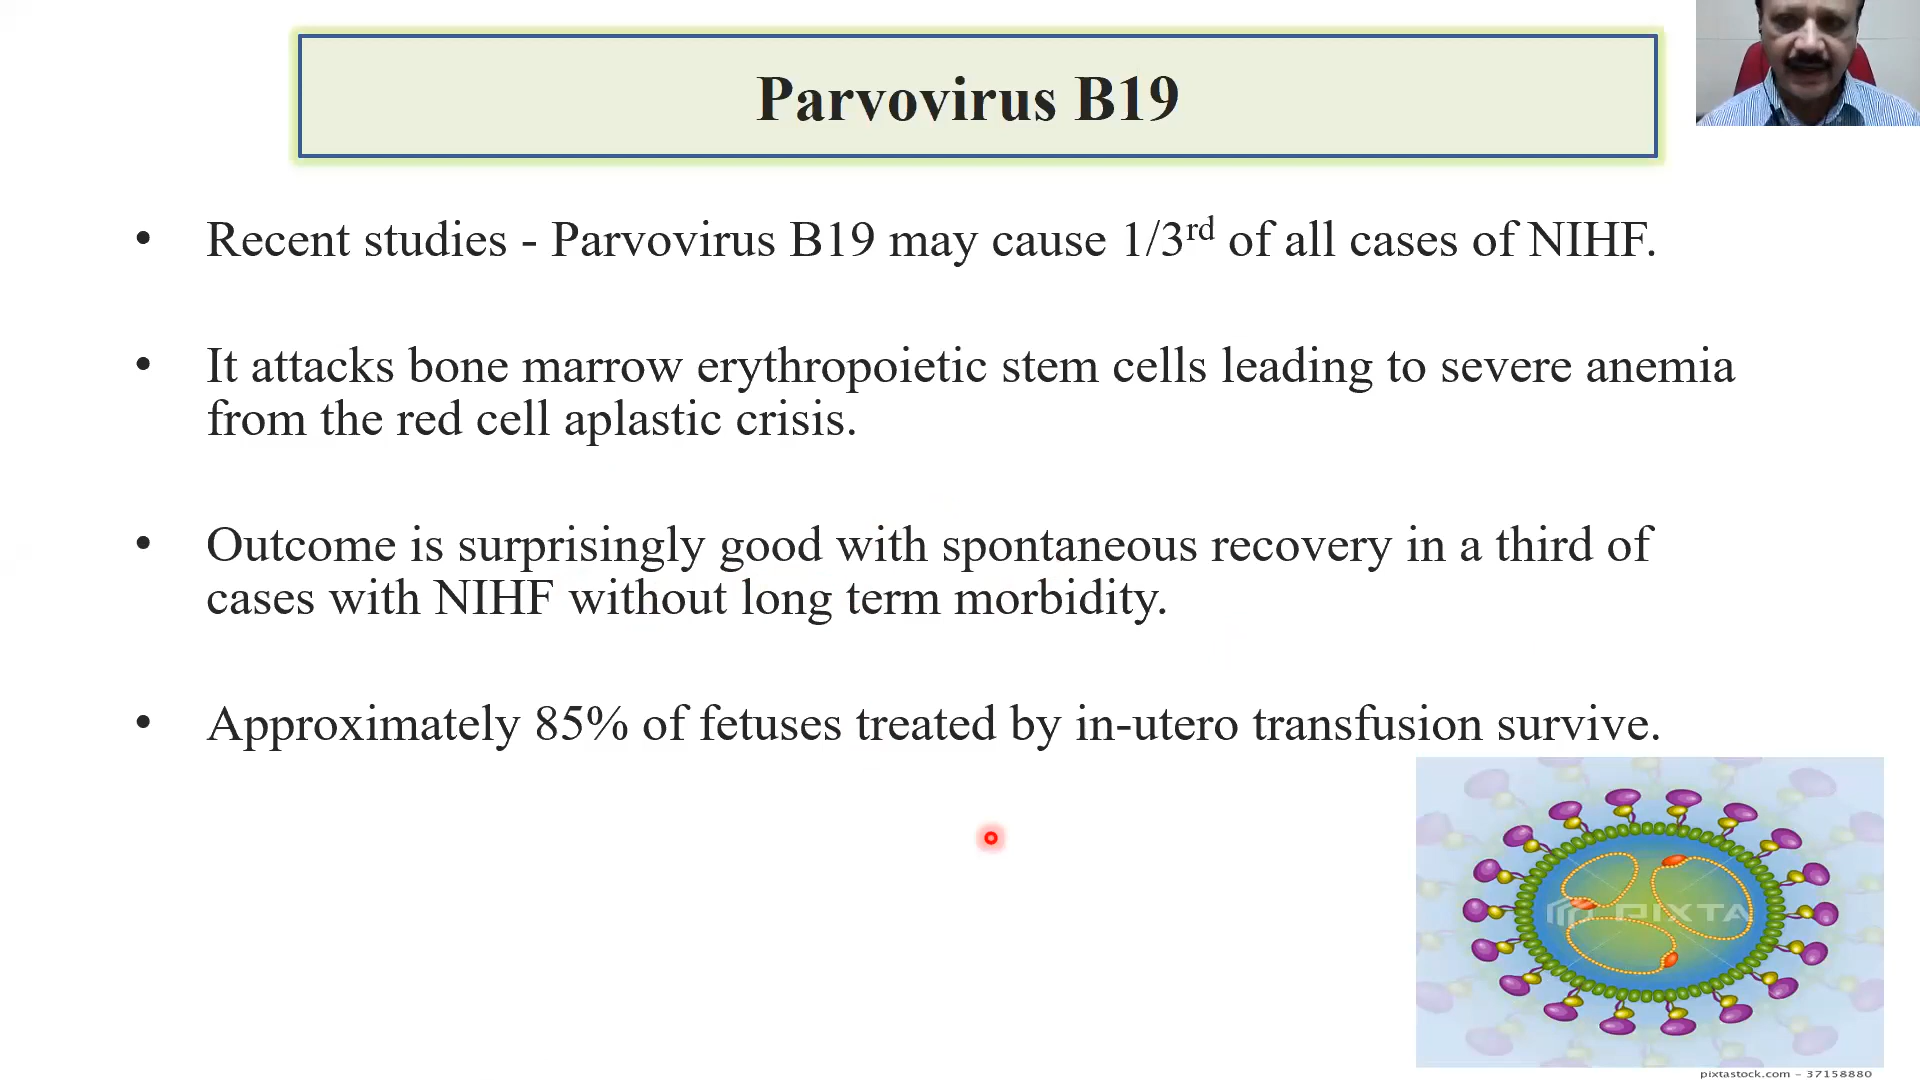 Parvovirus B19
• Recent studies - Parvovirus B19 may cause 1/3rd of all cases of NIHF.
• It attacks bone marrow erythropoietic stem cells leading to severe anemia
from the red cell aplastic crisis.
• Outcome is surprisingly good with spontaneous recovery in a third of
cases with NIHF without long term morbidity.
• Approximately 85% of fetuses treated by in-utero transfusion survive.
PIXTA
pixtastock.com - 37158880